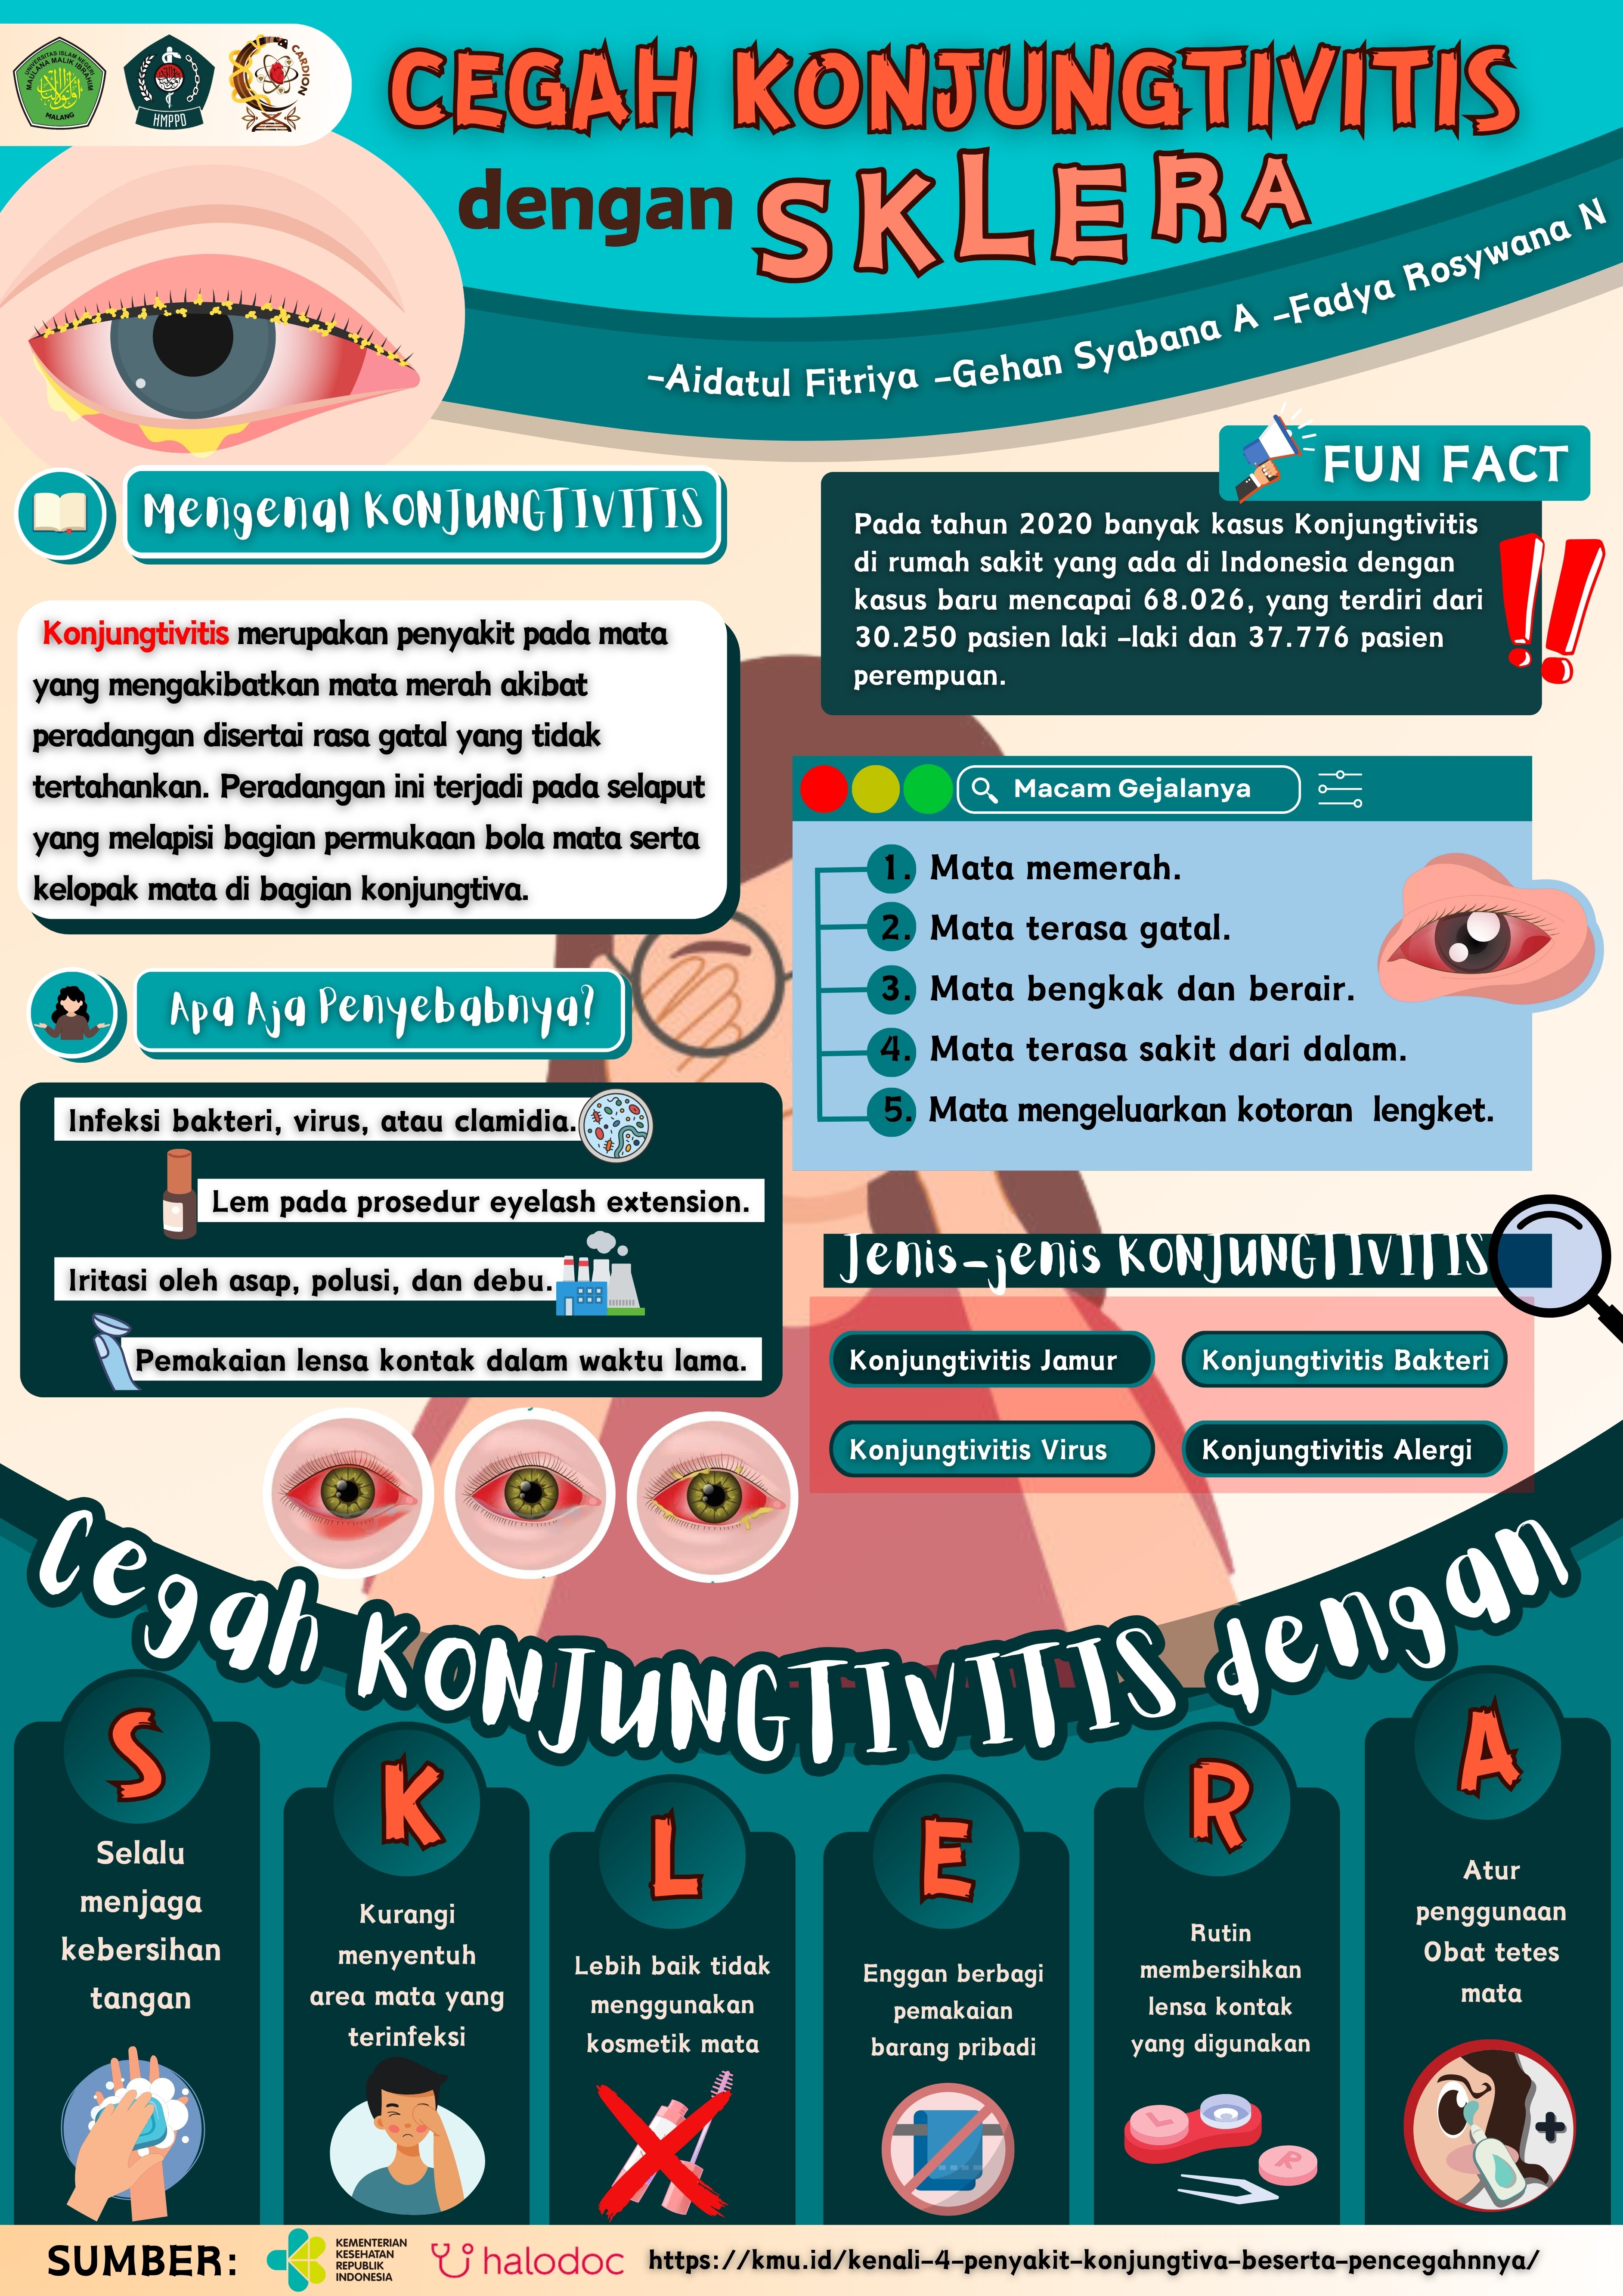 UNIVERSITAS ISLAM NEGERI
MAULANA MALIK IBRAHIM
MALANG
HMPPD
CARDION
CEGAH KONJUNGTIVITIS
dengan SKLERA
-Aidatul Fitriya -Gehan Syabana A -Fadya Rosywana N
Mengenal KONJUNGTIVITIS
Konjungtivitis merupakan penyakit pada mata
yang mengakibatkan mata merah akibat
peradangan disertai rasa gatal yang tidak
tertahankan. Peradangan ini terjadi pada selaput
yang melapisi bagian permukaan bola mata serta
kelopak mata di bagian konjungtiva.
FUN FACT
Pada tahun 2020 banyak kasus Konjungtivitis
di rumah sakit yang ada di Indonesia dengan
kasus baru mencapai 68.026, yang terdiri dari
30.250 pasien laki -laki dan 37.776 pasien
perempuan.
!!
Macam Gejalanya
1. Mata memerah.
2. Mata terasa gatal.
3. Mata bengkak dan berair.
4. Mata terasa sakit dari dalam.
5. Mata mengeluarkan kotoran lengket.
Apa Aja Penyebabnya?
Infeksi bakteri, virus, atau clamidia.
Lem pada prosedur eyelash extension.
Iritasi oleh asap, polusi, dan debu.
Pemakaian lensa kontak dalam waktu lama.
Jenis-jenis KONJUNGTIVITIS
Konjungtivitis Jamur
Konjungtivitis Bakteri
Konjungtivitis Virus
Konjungtivitis Alergi
Cegah KONJUNGTIVITIS dengan
S
Selalu
menjaga
kebersihan
tangan
K
Kurangi
menyentuh
area mata yang
terinfeksi
L
Lebih baik tidak
menggunakan
kosmetik mata
E
Enggan berbagi
pemakaian
barang pribadi
R
Rutin
membersihkan
lensa kontak
yang digunakan
L
R
A
Atur
penggunaan
Obat tetes
mata
SUMBER:
KEMENTERIAN
KESEHATAN
REPUBLIK
INDONESIA
halodoc
https://kmu.id/kenali-4-penyakit-konjungtiva-beserta-pencegahnnya/